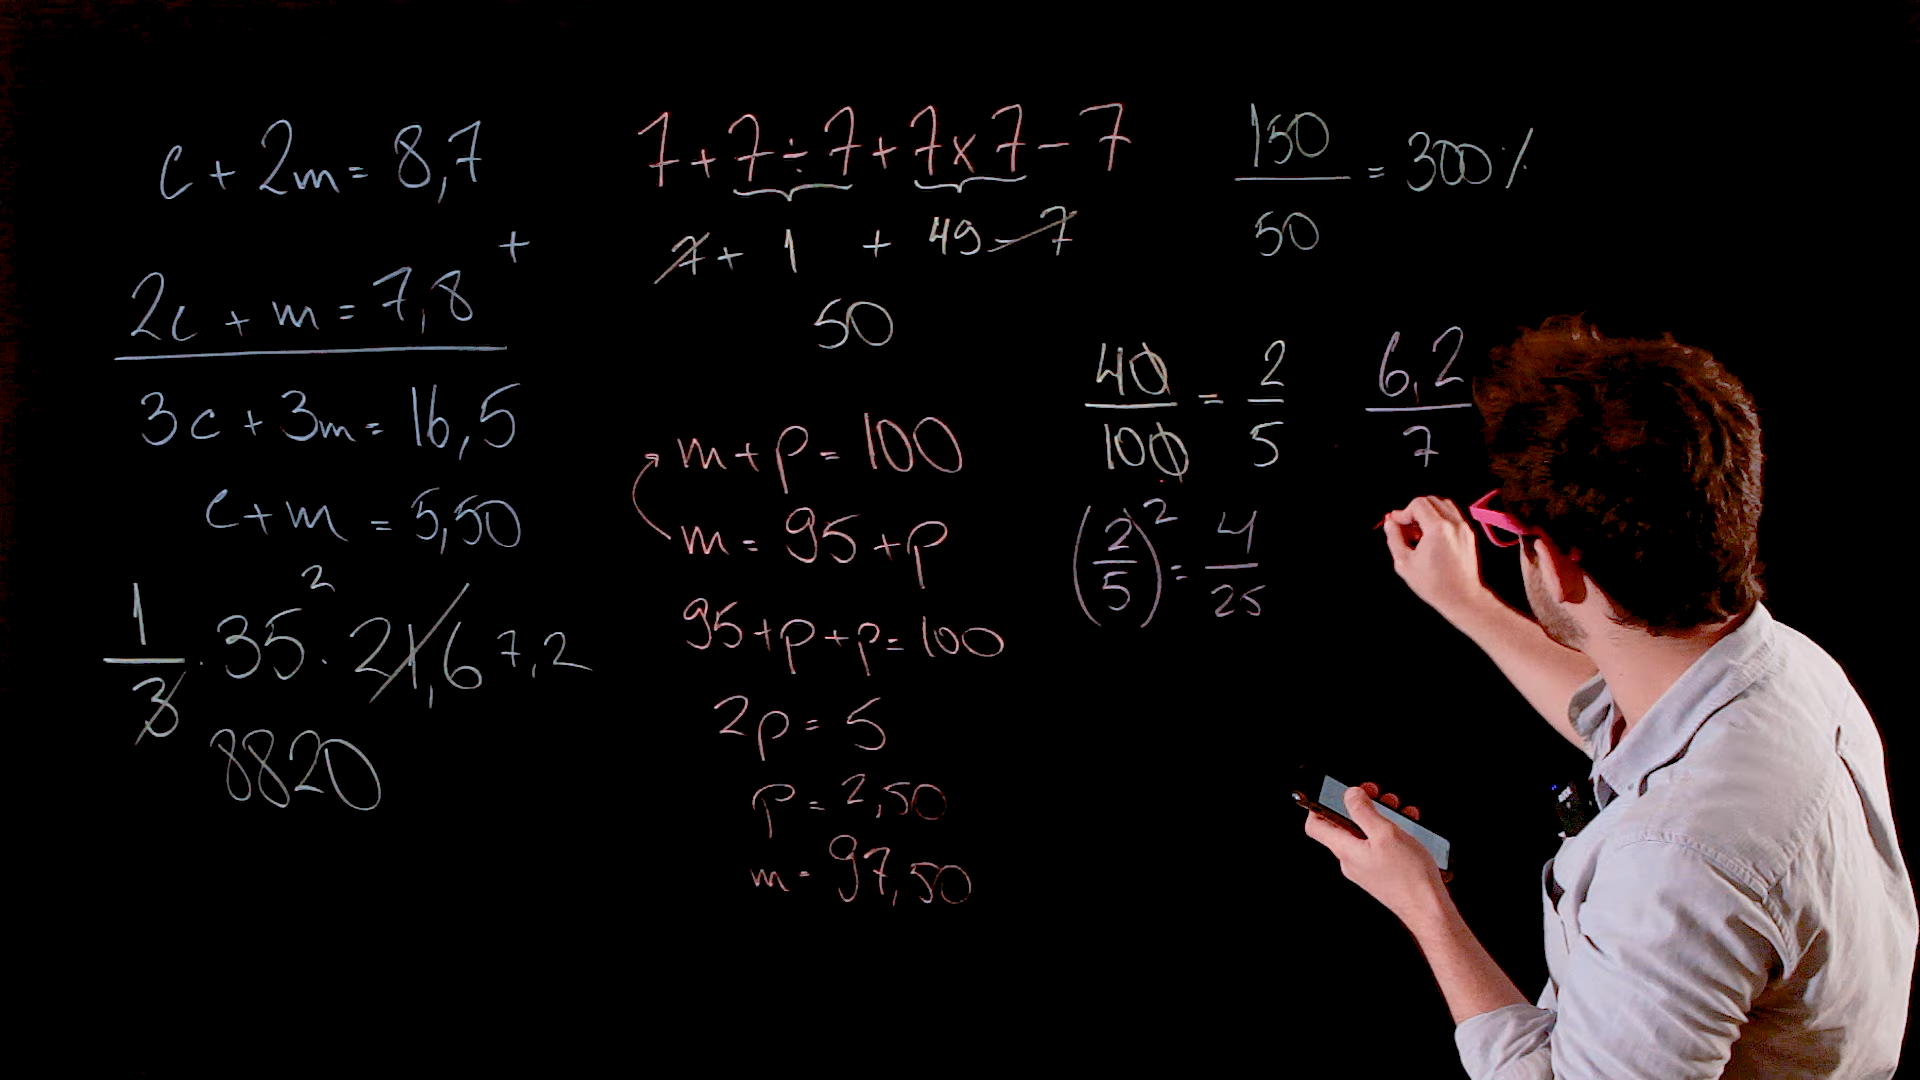 c + 2m = 8,7
+
2c + m = 7,8
3c + 3m = 16,5
c + m = 5,50
1/3 · 35² · 21,6 7,2
8820
7 + 7 ÷ 7 + 7 x 7 - 7
7 + 1 + 49 - 7
50
m + p = 100
m = 95 + p
95 + p + p = 100
2p = 5
p = 2,50
m = 97,50
150/50 = 300%
40/100 = 2/5
(2/5)² = 4/25
6,2/7